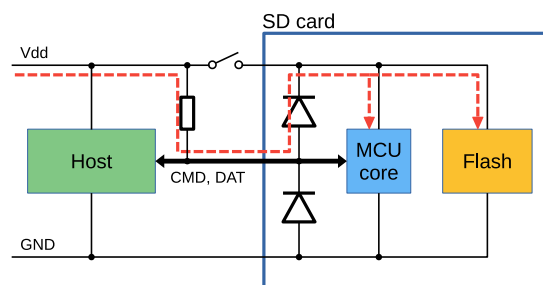 SD card
Vdd
Host
MCU
core
Flash
CMD, DAT
GND